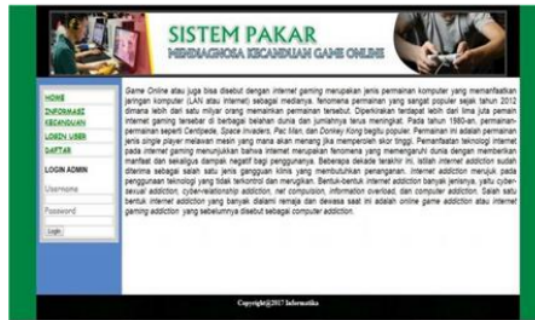 SISTEM PAKAR
MENDIAGNOSA KECANDUAN GAME ONLINE
HOME
INFORMASI
KECANDUAN
LOGIN USER
DAFTAR
LOGIN ADMIN
Username
Password
Login
Game Online atau juga bisa disebut dengan internet gaming merupakan jenis permainan komputer yang memanfaatkan
jaringan komputer (LAN atau internet) sebagai medianya. fenomena permainan yang sangat populer sejak tahun 2012
dimana lebih dari satu milyar orang memainkan permainan tersebut. Diperkirakan terdapat lebih dari lima juta pemain
internet gaming tersebar di berbagai belahan dunia dan jumlahnya terus meningkat. Pada tahun 1980-an, permainan-
permainan seperti Centipede, Space Invaders, Pac Man, dan Donkey Kong begitu populer. Permainan ini adalah permainan
jenis single player melawan mesin yang mana akan menang jika memperoleh skor tinggi. Pemanfaatan teknologi internet
pada internet gaming menunjukkan bahwa internet merupakan fenomena yang memengaruhi dunia dengan memberikan
manfaat dan sekaligus dampak negatif bagi penggunanya. Beberapa dekade terakhir ini, istilah internet addiction sudah
diterima sebagai salah satu jenis gangguan klinis yang membutuhkan penanganan. Internet addiction merujuk pada
penggunaan teknologi yang tidak terkontrol dan merugikan. Bentuk-bentuk internet addiction banyak jenisnya, yaitu cyber-
sexual addiction, cyber-relationship addiction, net compulsion, information overload, dan computer addiction. Salah satu
bentuk internet addiction yang banyak dialami remaja dan dewasa saat ini adalah online game addiction atau internet
gaming addiction yang sebelumnya disebut sebagai computer addiction.
Copyright@2017 Informatika